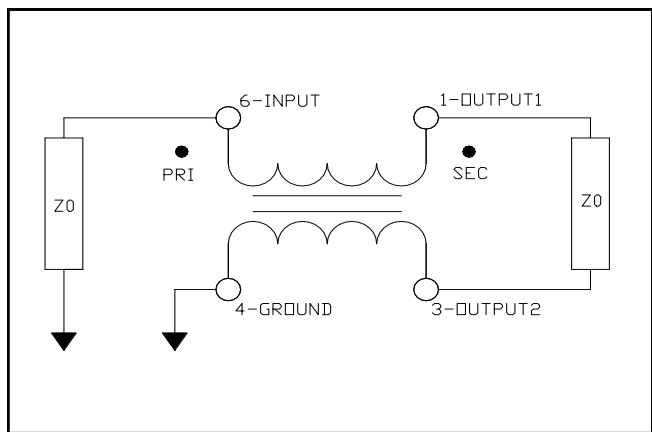 6-INPUT
1-OUTPUT1
PRI
SEC
Z0
Z0
4-GROUND
3-OUTPUT2